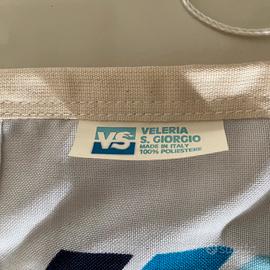 VS
VELERIA
S. GIORGIO
MADE IN ITALY
100% POLIESTERE